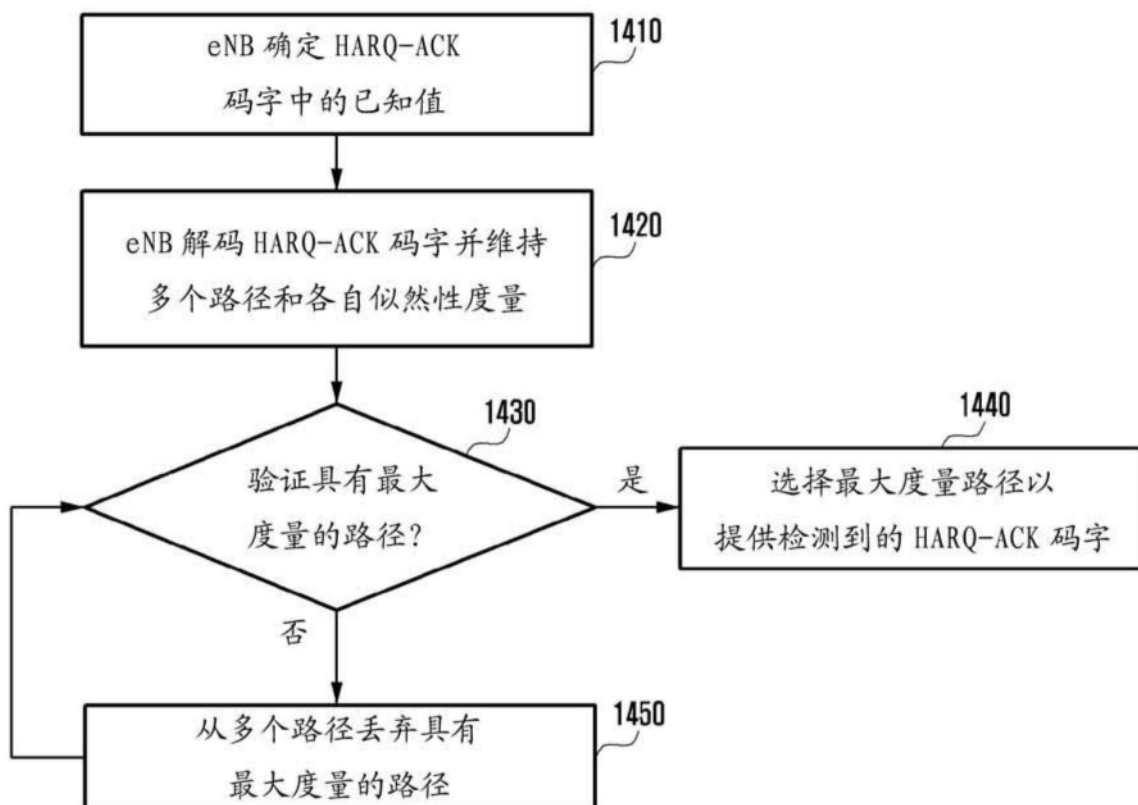 eNB 确定 HARQ-ACK
码字中的已知值
1410
eNB 解码 HARQ-ACK 码字并维持
多个路径和各自似然性度量
1420
验证具有最大
度量的路径?
1430
是
选择最大度量路径以
提供检测到的 HARQ-ACK 码字
1440
否
从多个路径丢弃具有
最大度量的路径
1450